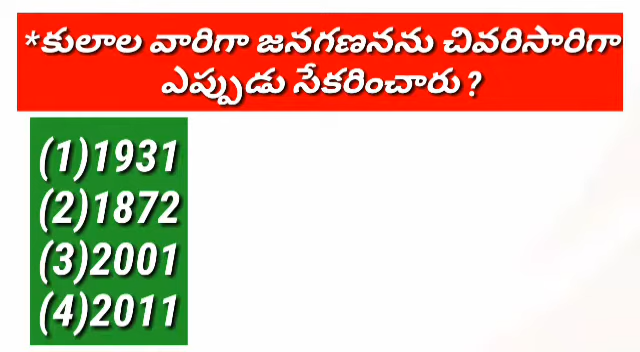 *కులాల వారిగా జనగణనను చివరిసారిగా
ఎప్పుడు సేకరించారు?
(1)1931
(2)1872
(3)2001
(4)2011